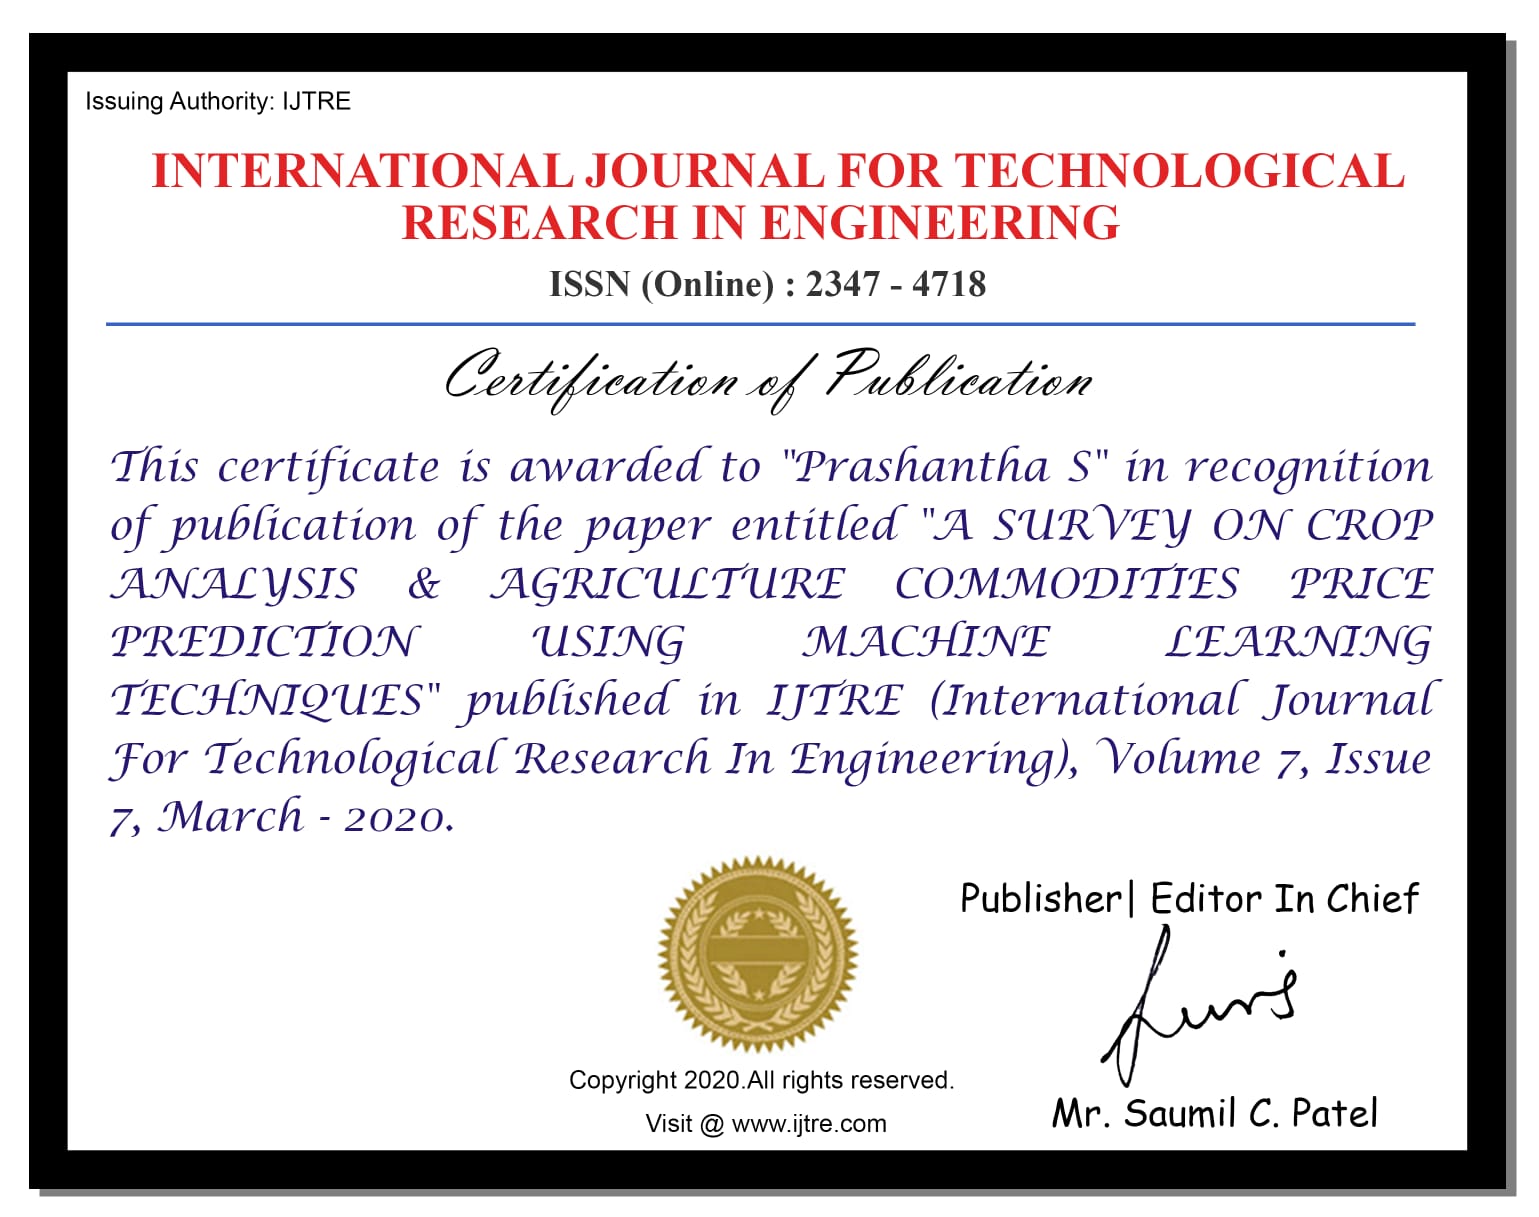 Issuing Authority: IJTRE
INTERNATIONAL JOURNAL FOR TECHNOLOGICAL
RESEARCH IN ENGINEERING
ISSN (Online) : 2347 - 4718
Certification of Publication
This certificate is awarded to "Prashantha S" in recognition
of publication of the paper entitled "A SURVEY ON CROP
ANALYSIS & AGRICULTURE COMMODITIES PRICE
PREDICTION USING MACHINE LEARNING
TECHNIQUES" published in IJTRE (International Journal
For Technological Research In Engineering), Volume 7, Issue
7, March - 2020.
Publisher| Editor In Chief
Copyright 2020.All rights reserved.
Visit @ www.ijtre.com
Mr. Saumil C. Patel